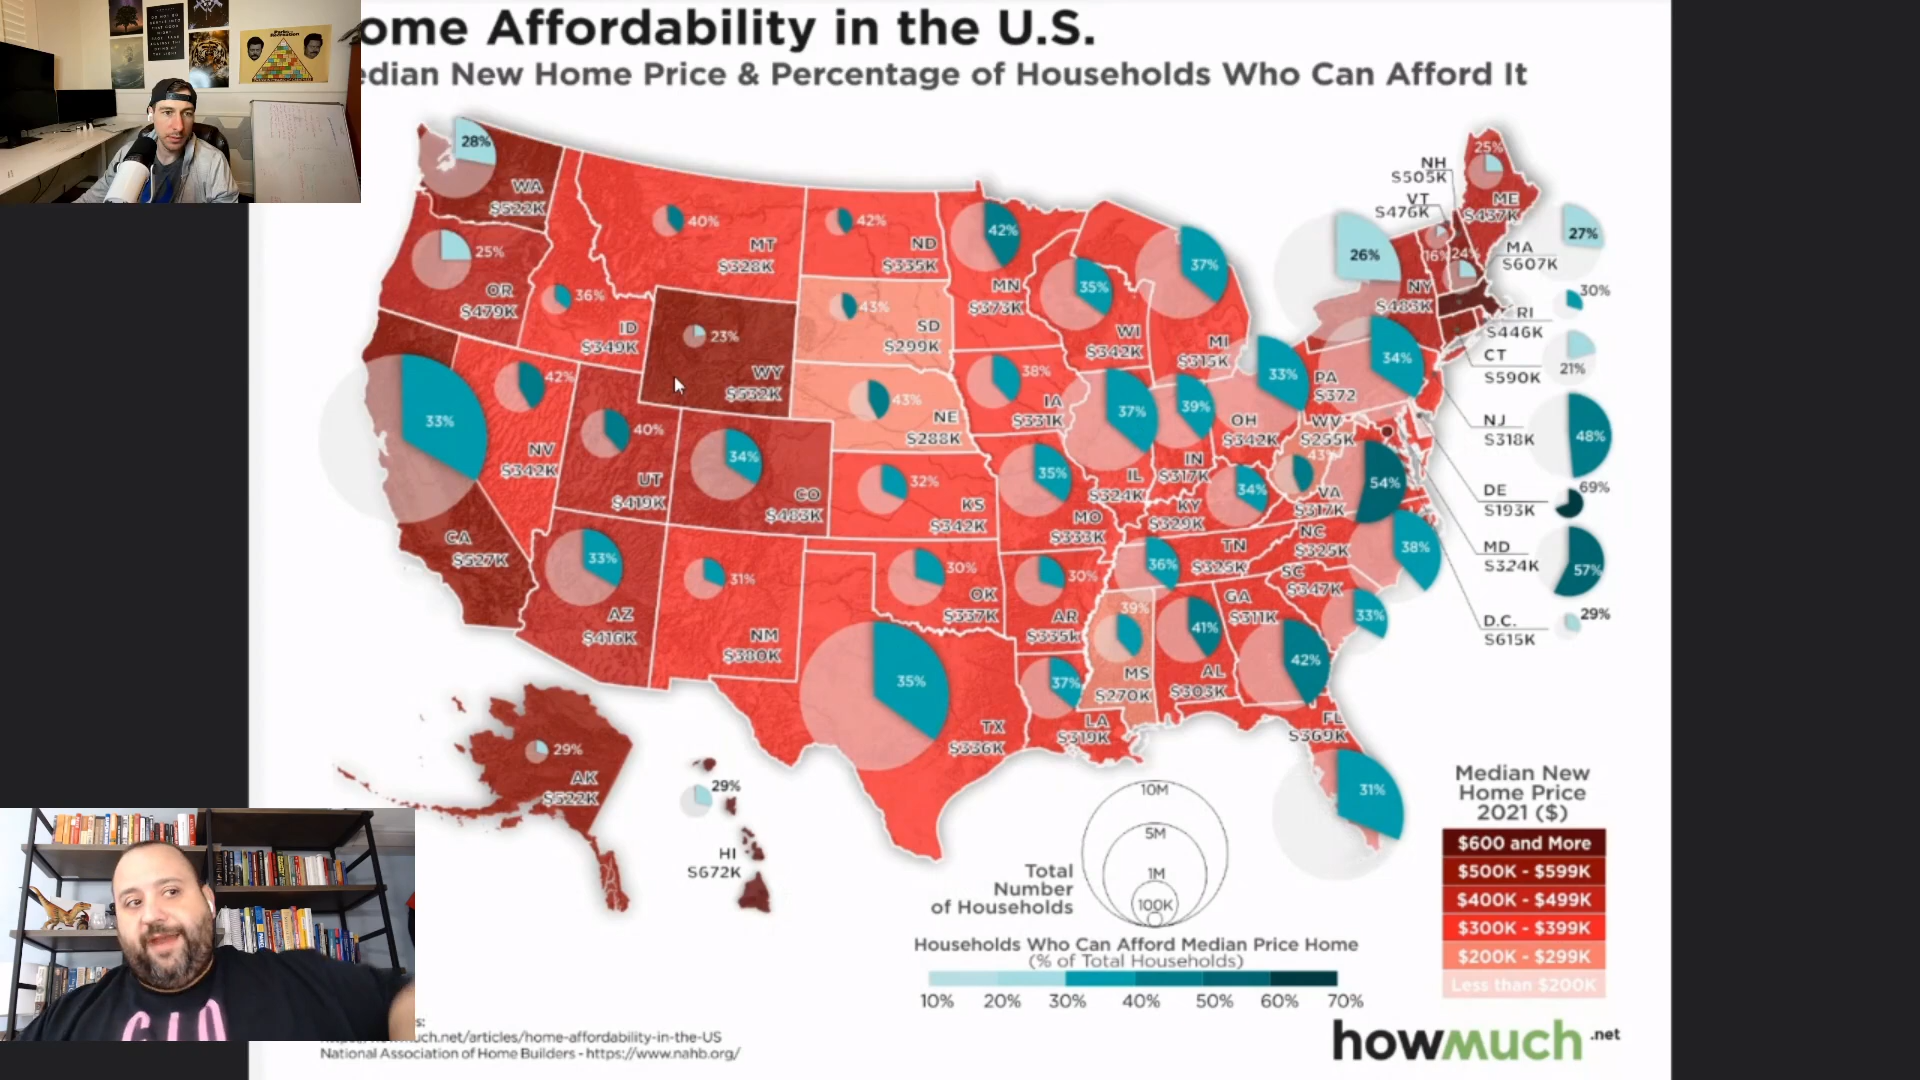 ome Affordability in the U.S.
edian New Home Price & Percentage of Households Who Can Afford It
28%
WA
$522K
25%
OR
$479K
40%
MT
$328K
42%
ND
$335K
42%
MN
$373K
37%
MI
$315K
35%
WI
$342K
36%
ID
$349K
23%
WY
$532K
43%
SD
$299K
43%
NE
$288K
38%
IA
$331K
33%
CA
$527K
42%
NV
$342K
40%
UT
$419K
34%
CO
$483K
32%
KS
$342K
35%
MO
$333K
37%
IL
$324K
39%
IN
$317K
33%
OH
$342K
34%
PA
$372
WV
$255K
43%
54%
VA
$317K
34%
KY
$329K
36%
TN
$325K
NC
$325K
38%
SC
$347K
33%
33%
AZ
$416K
31%
NM
$380K
30%
OK
$337K
30%
AR
$335k
35%
TX
$336K
37%
LA
$319K
39%
MS
$270K
41%
AL
$303K
GA
$311K
42%
FL
$369K
31%
29%
AK
$522K
29%
HI
$672K
26%
NY
$483K
NH
$505K
VT
$476K
16%
24%
25%
ME
$437K
MA
$607K
27%
RI
$446K
30%
CT
$590K
21%
NJ
$318K
48%
DE
$193K
69%
MD
$324K
57%
D.C.
$615K
29%
Total
Number
of Households
10M
5M
1M
100K
Households Who Can Afford Median Price Home
(% of Total Households)
10% 20% 30% 40% 50% 60% 70%
Median New
Home Price
2021 ($)
$600 and More
$500K - $599K
$400K - $499K
$300K - $399K
$200K - $299K
Less than $200K
uch.net/articles/home-affordability-in-the-US
National Association of Home Builders - https://www.nahb.org/
howmuch.net